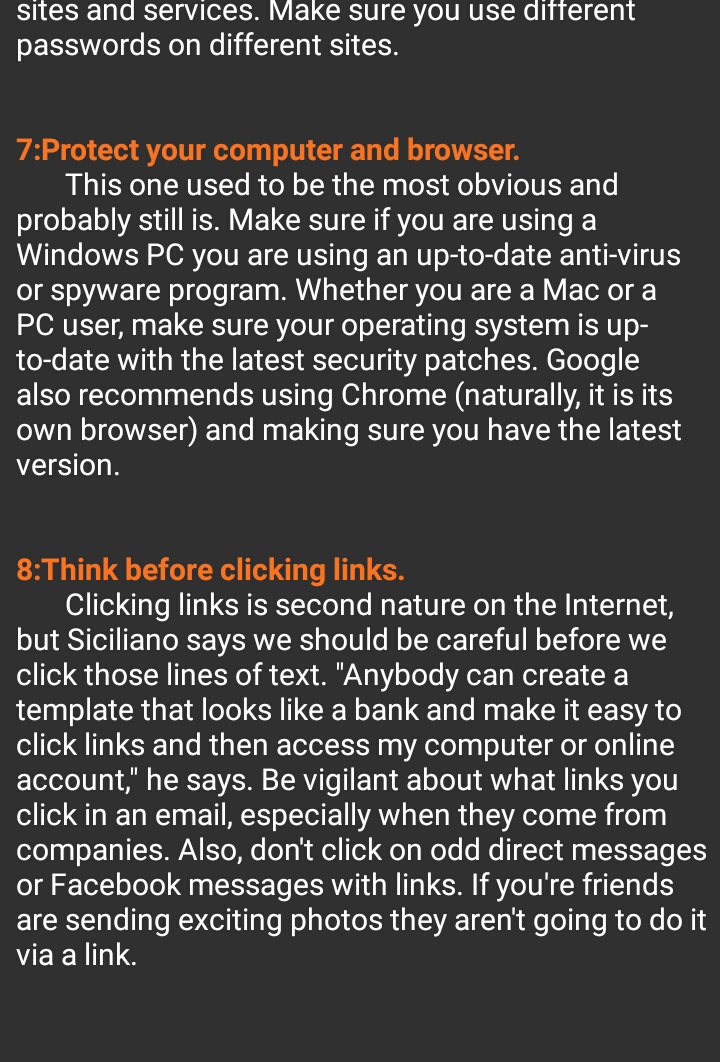 sites and services. Make sure you use different
passwords on different sites.
7:Protect your computer and browser.
This one used to be the most obvious and
probably still is. Make sure if you are using a
Windows PC you are using an up-to-date anti-virus
or spyware program. Whether you are a Mac or a
PC user, make sure your operating system is up-
to-date with the latest security patches. Google
also recommends using Chrome (naturally, it is its
own browser) and making sure you have the latest
version.
8:Think before clicking links.
Clicking links is second nature on the Internet,
but Siciliano says we should be careful before we
click those lines of text. "Anybody can create a
template that looks like a bank and make it easy to
click links and then access my computer or online
account," he says. Be vigilant about what links you
click in an email, especially when they come from
companies. Also, don't click on odd direct messages
or Facebook messages with links. If you're friends
are sending exciting photos they aren't going to do it
via a link.